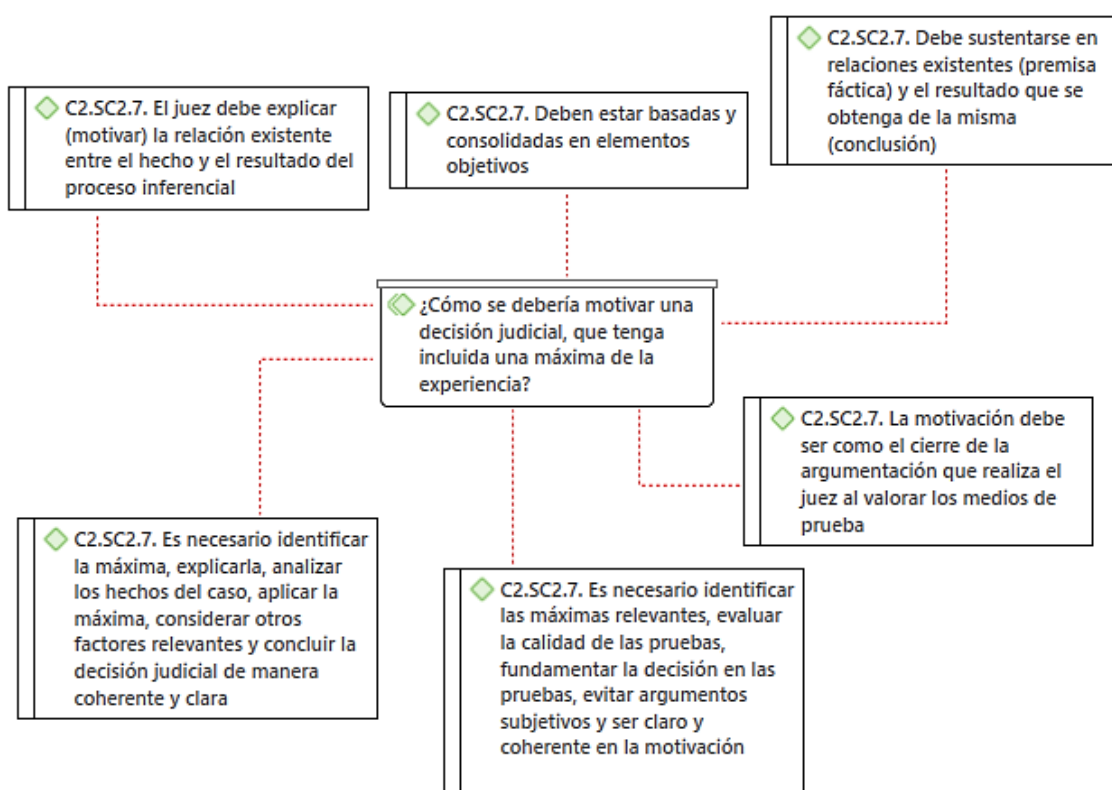 C2.SC2.7. El juez debe explicar
(motivar) la relación existente
entre el hecho y el resultado del
proceso inferencial
C2.SC2.7. Deben estar basadas y
consolidadas en elementos
objetivos
C2.SC2.7. Debe sustentarse en
relaciones existentes (premisa
fáctica) y el resultado que se
obtenga de la misma
(conclusión)
¿Cómo se debería motivar una
decisión judicial, que tenga
incluida una máxima de la
experiencia?
C2.SC2.7. La motivación debe
ser como el cierre de la
argumentación que realiza el
juez al valorar los medios de
prueba
C2.SC2.7. Es necesario identificar
la máxima, explicarla, analizar
los hechos del caso, aplicar la
máxima, considerar otros
factores relevantes y concluir la
decisión judicial de manera
coherente y clara
C2.SC2.7. Es necesario identificar
las máximas relevantes, evaluar
la calidad de las pruebas,
fundamentar la decisión en las
pruebas, evitar argumentos
subjetivos y ser claro y
coherente en la motivación